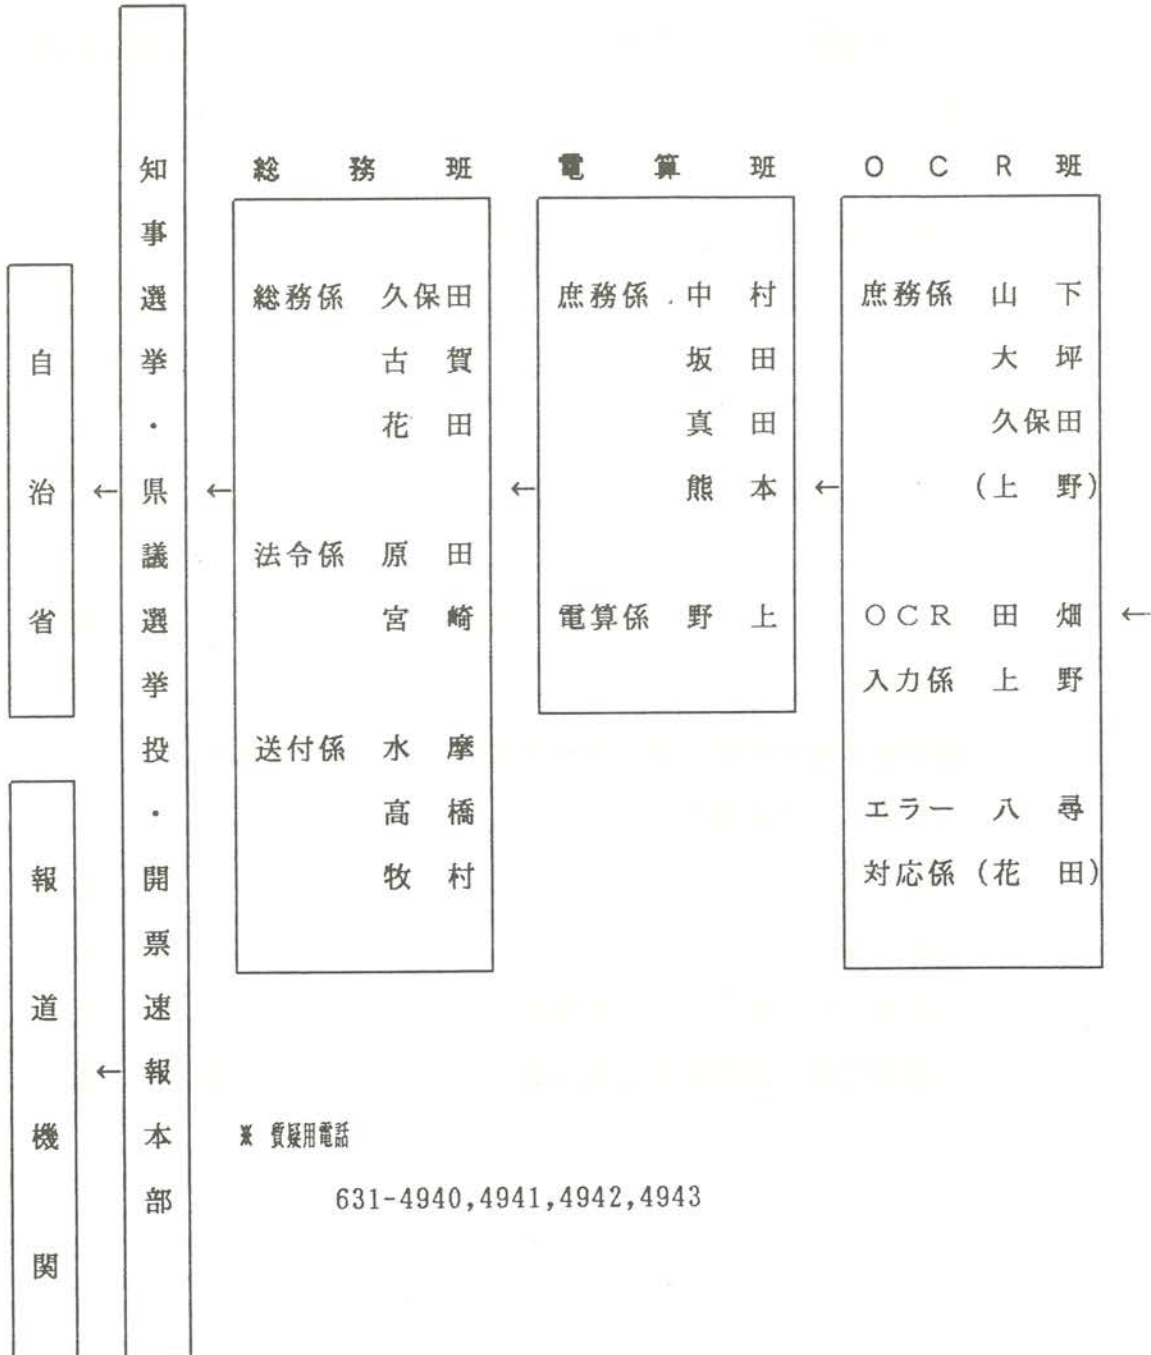 自治省
報道機関
←
←
知事選挙・県議選挙投・開票速報本部
←
総務班
総務係 久保田
古賀
花田
法令係 原田
宮崎
送付係 水摩
高橋
牧村
←
電算班
庶務係 中村
坂田
真田
熊本
電算係 野上
←
OCR班
庶務係 山下
大坪
久保田
(上野)
OCR 田畑
入力係 上野
エラー 八尋
対応係 (花田)
←
※ 質疑用電話
631-4940,4941,4942,4943